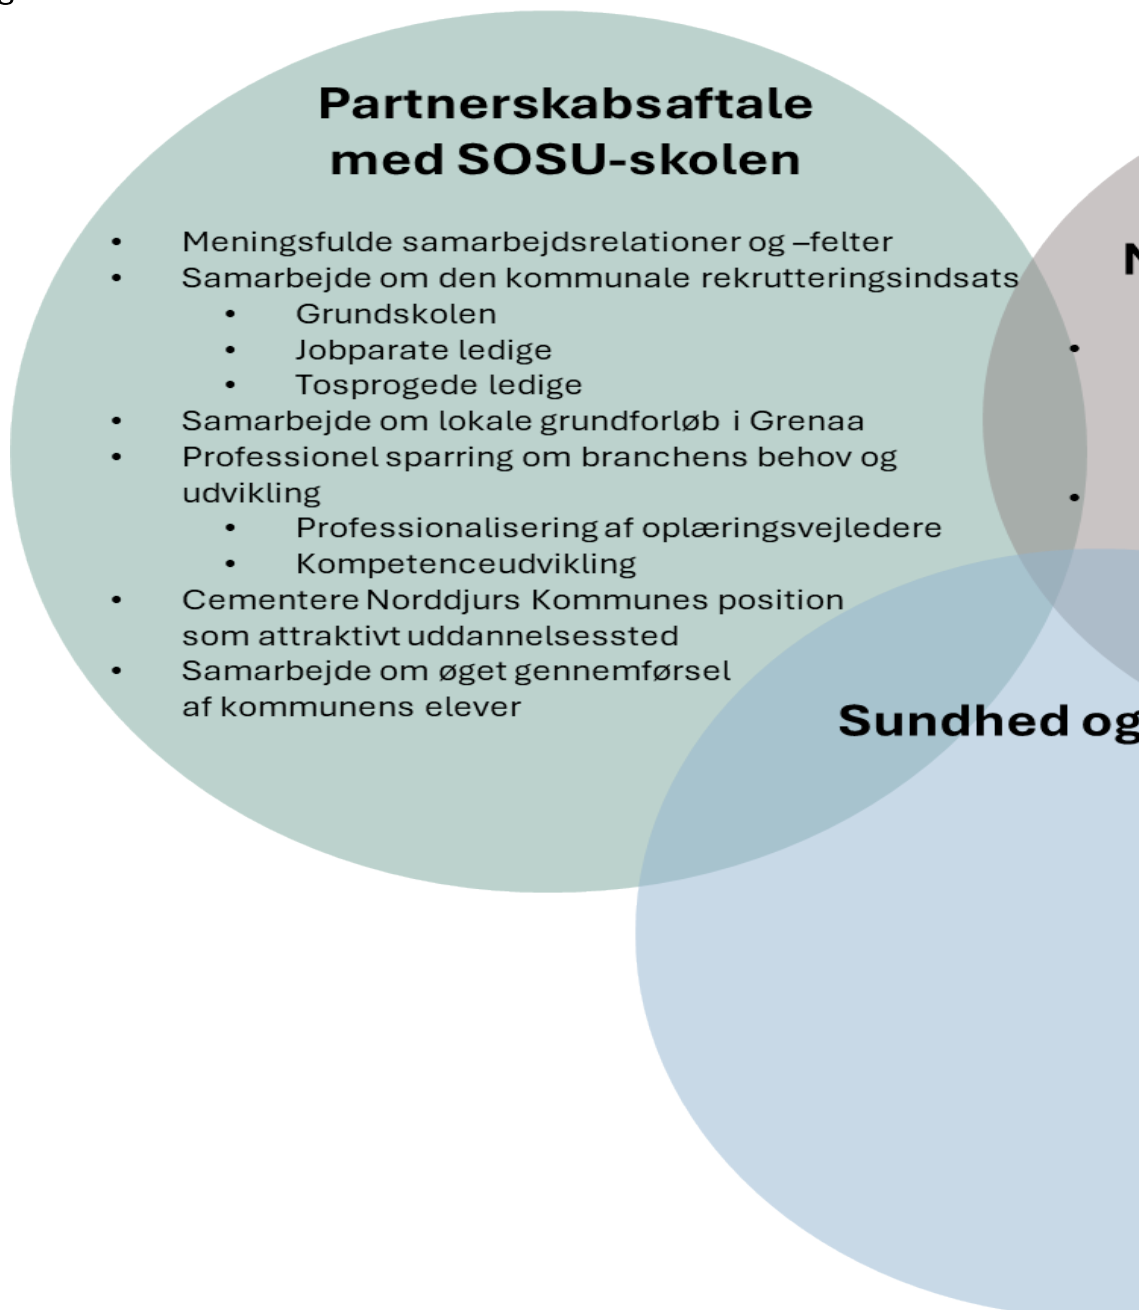 Partnerskabsaftale
med SOSU-skolen
• Meningsfulde samarbejdsrelationer og –felter
• Samarbejde om den kommunale rekrutteringsindsats
• Grundskolen
• Jobparate ledige
• Tosprogede ledige
• Samarbejde om lokale grundforløb i Grenaa
• Professionel sparring om branchens behov og
udvikling
• Professionalisering af oplæringsvejledere
• Kompetenceudvikling
• Cementere Norddjurs Kommunes position
som attraktivt uddannelsessted
• Samarbejde om øget gennemførsel
af kommunens elever
Sundhed og